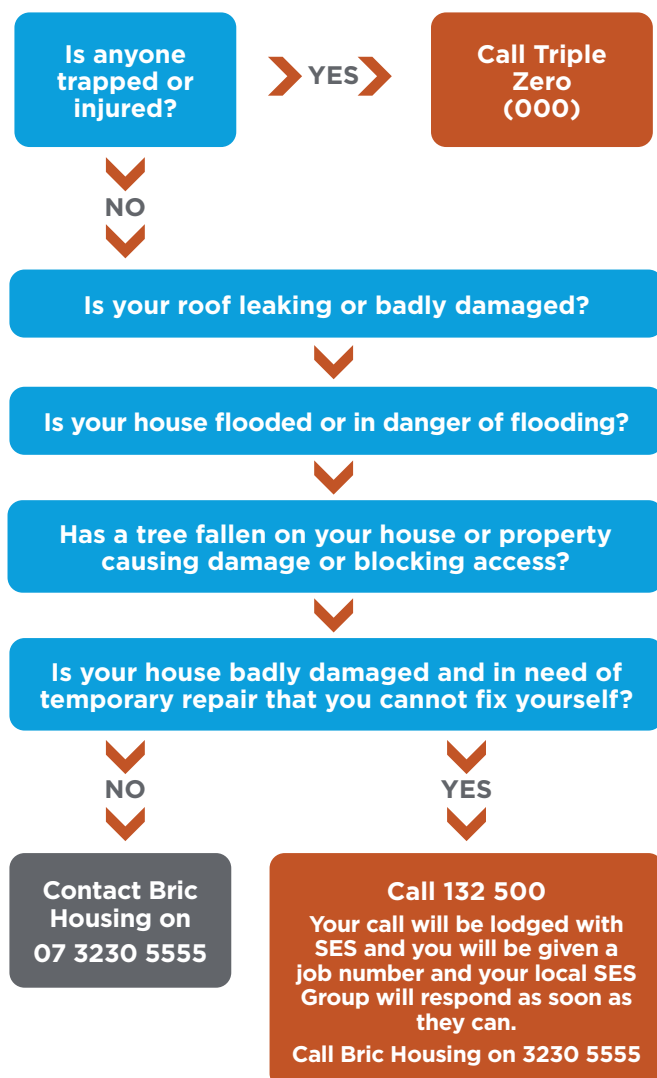 Is anyone
trapped or
injured?
YES
Call Triple
Zero
(000)
NO
Is your roof leaking or badly damaged?
Is your house flooded or in danger of flooding?
Has a tree fallen on your house or property
causing damage or blocking access?
Is your house badly damaged and in need of
temporary repair that you cannot fix yourself?
NO
YES
Contact Bric
Housing on
07 3230 5555
Call 132 500
Your call will be lodged with
SES and you will be given a
job number and your local SES
Group will respond as soon as
they can.
Call Bric Housing on 3230 5555